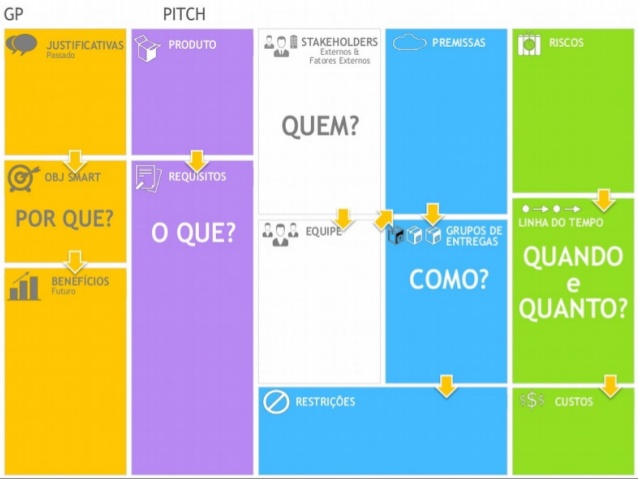 GP
PITCH
JUSTIFICATIVAS
Passado
OBJ SMART
POR QUE?
BENEFÍCIOS
Futuro
PRODUTO
REQUISITOS
O QUE?
STAKEHOLDERS
Externos &
Fatores Externos
QUEM?
EQUIPE
PREMISSAS
GRUPOS DE
ENTREGAS
COMO?
RESTRIÇÕES
RISCOS
LINHA DO TEMPO
QUANDO
e
QUANTO?
$$$ CUSTOS